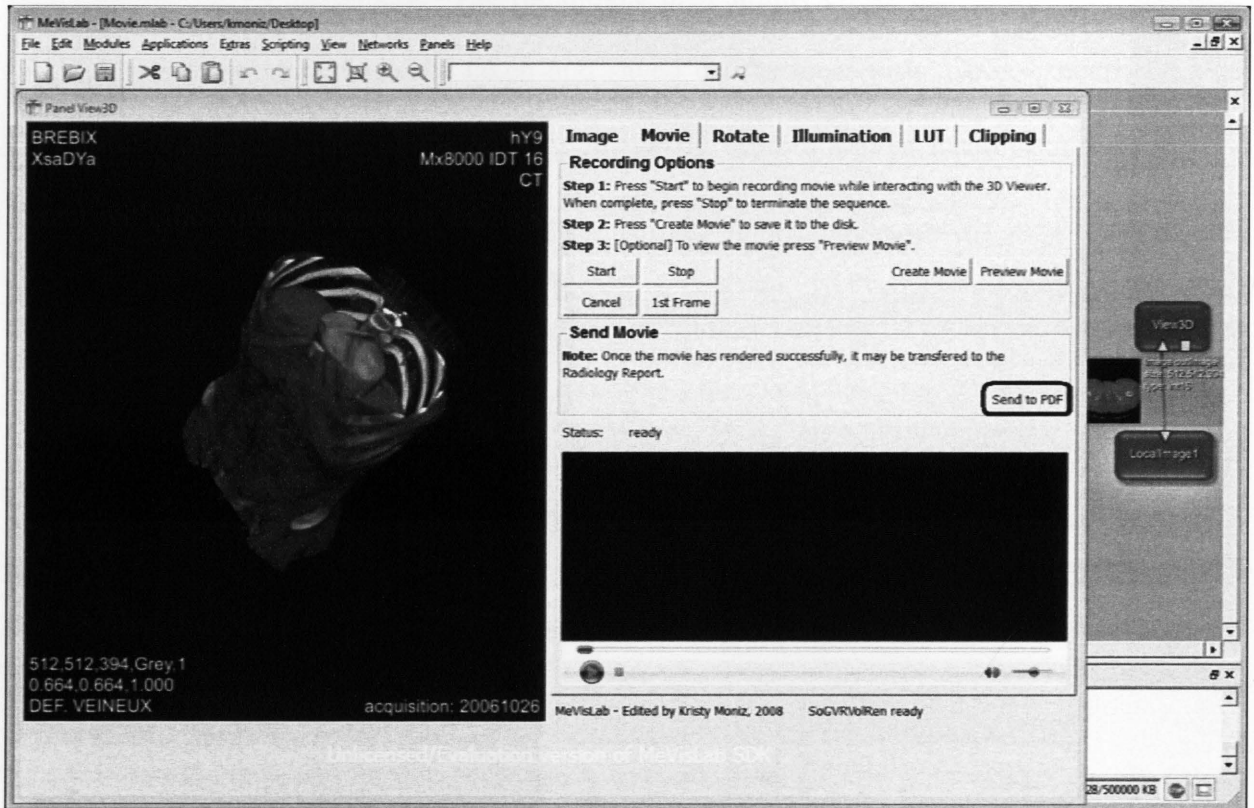 MeVisLab - [Movie.mlab - C:/Users/kmoniz/Desktop]
File Edit Modules Applications Extras Scripting View Networks Panels Help
Panel View3D
BREBIX
XsaDYa
hY9
Mx8000 IDT 16
CT
512,512,394,Grey,1
0.664,0.664,1.000
DEF. VEINEUX
acquisition: 20061026
Image Movie Rotate Illumination LUT Clipping
Recording Options
Step 1: Press "Start" to begin recording movie while interacting with the 3D Viewer.
When complete, press "Stop" to terminate the sequence.
Step 2: Press "Create Movie" to save it to the disk.
Step 3: [Optional] To view the movie press "Preview Movie".
Start Stop Create Movie Preview Movie
Cancel 1st Frame
Send Movie
Note: Once the movie has rendered successfully, it may be transfered to the
Radiology Report.
Send to PDF
Status: ready
MeVisLab - Edited by Kristy Moniz, 2008 SoGVRVolRen ready
Unlicensed/Evaluation version of MeVisLab SDK
View3D
LocalImage1
28/500000 KB